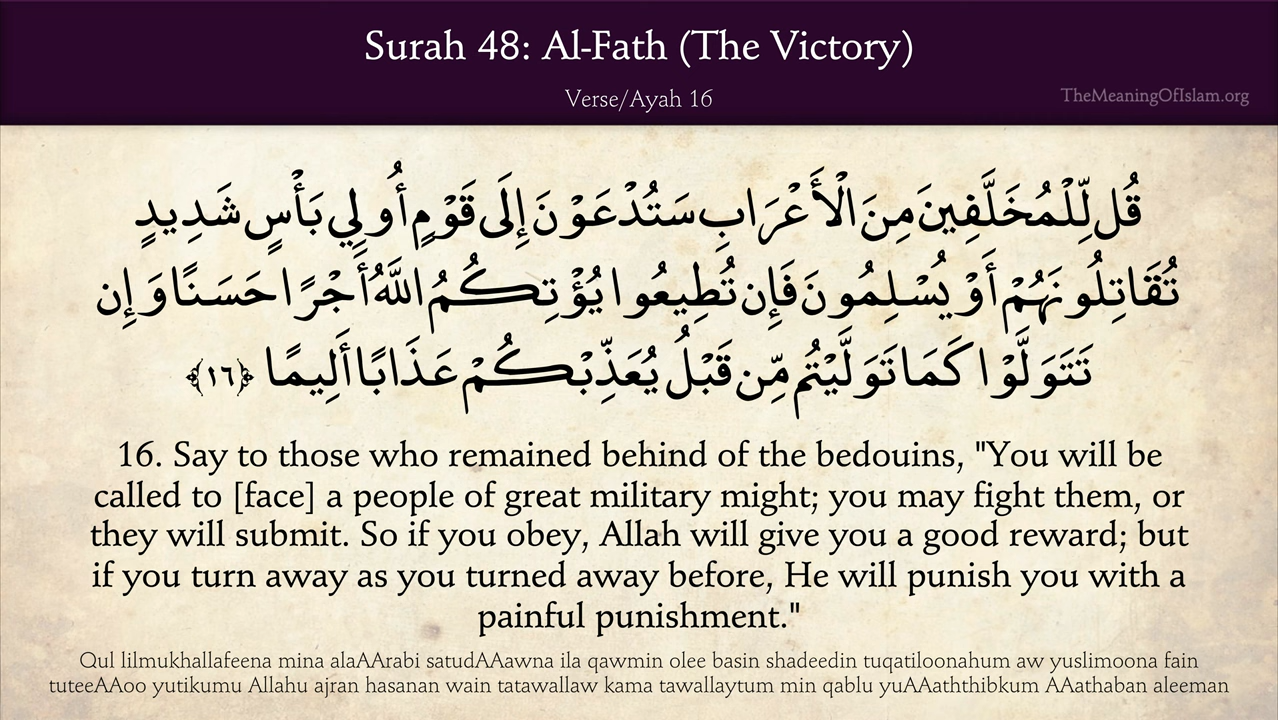 Surah 48: Al-Fath (The Victory)
Verse/Ayah 16
TheMeaningOfIslam.org
قُل لِّلْمُخَلَّفِينَ مِنَ الْأَعْرَابِ سَتُدْعَوْنَ إِلَى قَوْمٍ أُولِي بَأْسٍ شَدِيدٍ
تُقَاتِلُونَهُمْ أَوْ يُسْلِمُونَ فَإِن تُطِيعُوا يُؤْتِكُمُ اللَّهُ أَجْرًا حَسَنًا وَإِن
تَتَوَلَّوْا كَمَا تَوَلَّيْتُم مِّن قَبْلُ يُعَذِّبْكُمْ عَذَابًا أَلِيمًا ﴿١٦﴾
16. Say to those who remained behind of the bedouins, "You will be
called to [face] a people of great military might; you may fight them, or
they will submit. So if you obey, Allah will give you a good reward; but
if you turn away as you turned away before, He will punish you with a
painful punishment."
Qul lilmukhallafeena mina alaAArabi satudAAawna ila qawmin olee basin shadeedin tuqatiloonahum aw yuslimoona fain
tuteeAAoo yutikumu Allahu ajran hasanan wain tatawallaw kama tawallaytum min qablu yuAAaththibkum AAathaban aleeman